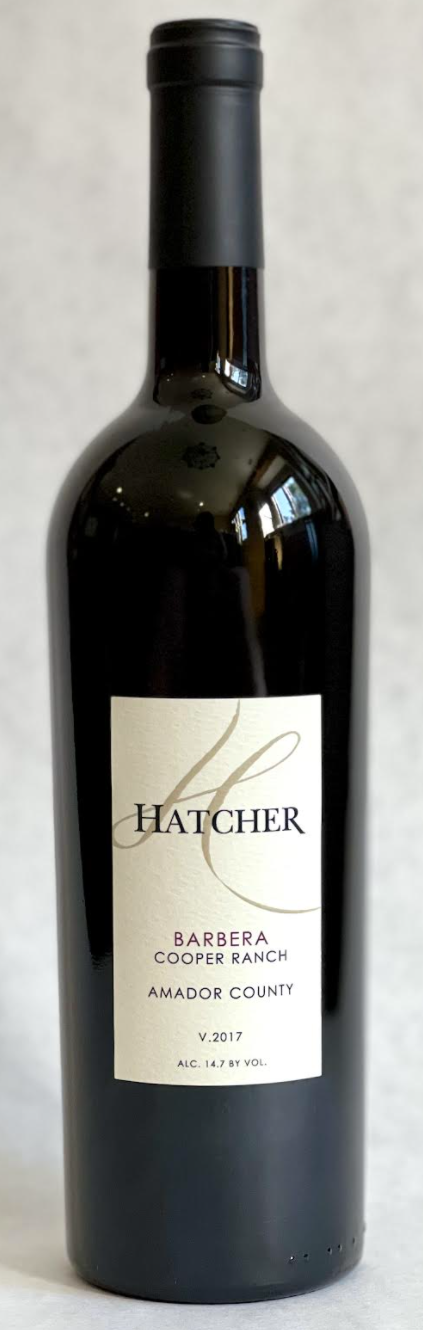 HATCHER
BARBERA
COOPER RANCH
AMADOR COUNTY
V.2017
ALC. 14.7 BY VOL.